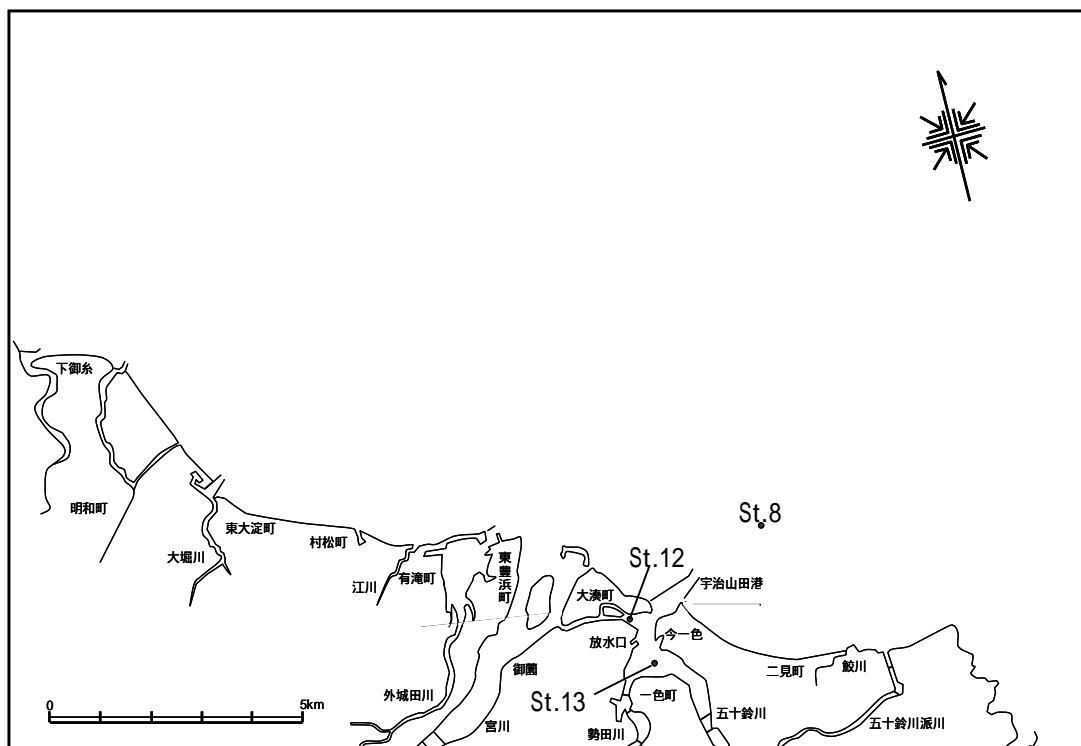 下御糸
明和町
大堀川
東大淀町
村松町
江川
有滝町
東豊浜町
外城田川
宮川
御薗
大湊町
放水口
St.8
St.12
宇治山田港
今一色
St.13
一色町
勢田川
五十鈴川
二見町
鮫川
五十鈴川派川
0
5km